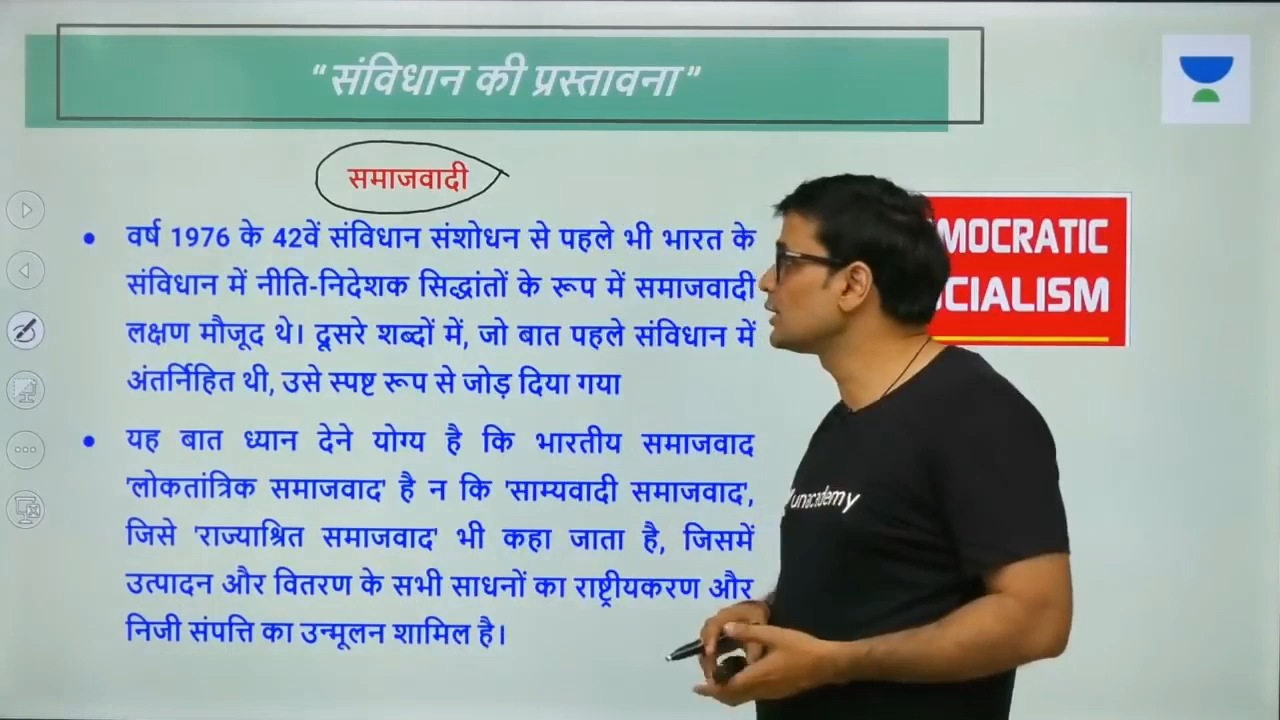 “संविधान की प्रस्तावना”
समाजवादी
• वर्ष 1976 के 42वें संविधान संशोधन से पहले भी भारत के
संविधान में नीति-निदेशक सिद्धांतों के रूप में समाजवादी
लक्षण मौजूद थे। दूसरे शब्दों में, जो बात पहले संविधान में
अंतर्निहित थी, उसे स्पष्ट रूप से जोड़ दिया गया
• यह बात ध्यान देने योग्य है कि भारतीय समाजवाद
'लोकतांत्रिक समाजवाद' है न कि 'साम्यवादी समाजवाद',
जिसे 'राज्याश्रित समाजवाद' भी कहा जाता है, जिसमें
उत्पादन और वितरण के सभी साधनों का राष्ट्रीयकरण और
निजी संपत्ति का उन्मूलन शामिल है।
MOCRATIC
CIALISM
unacademy